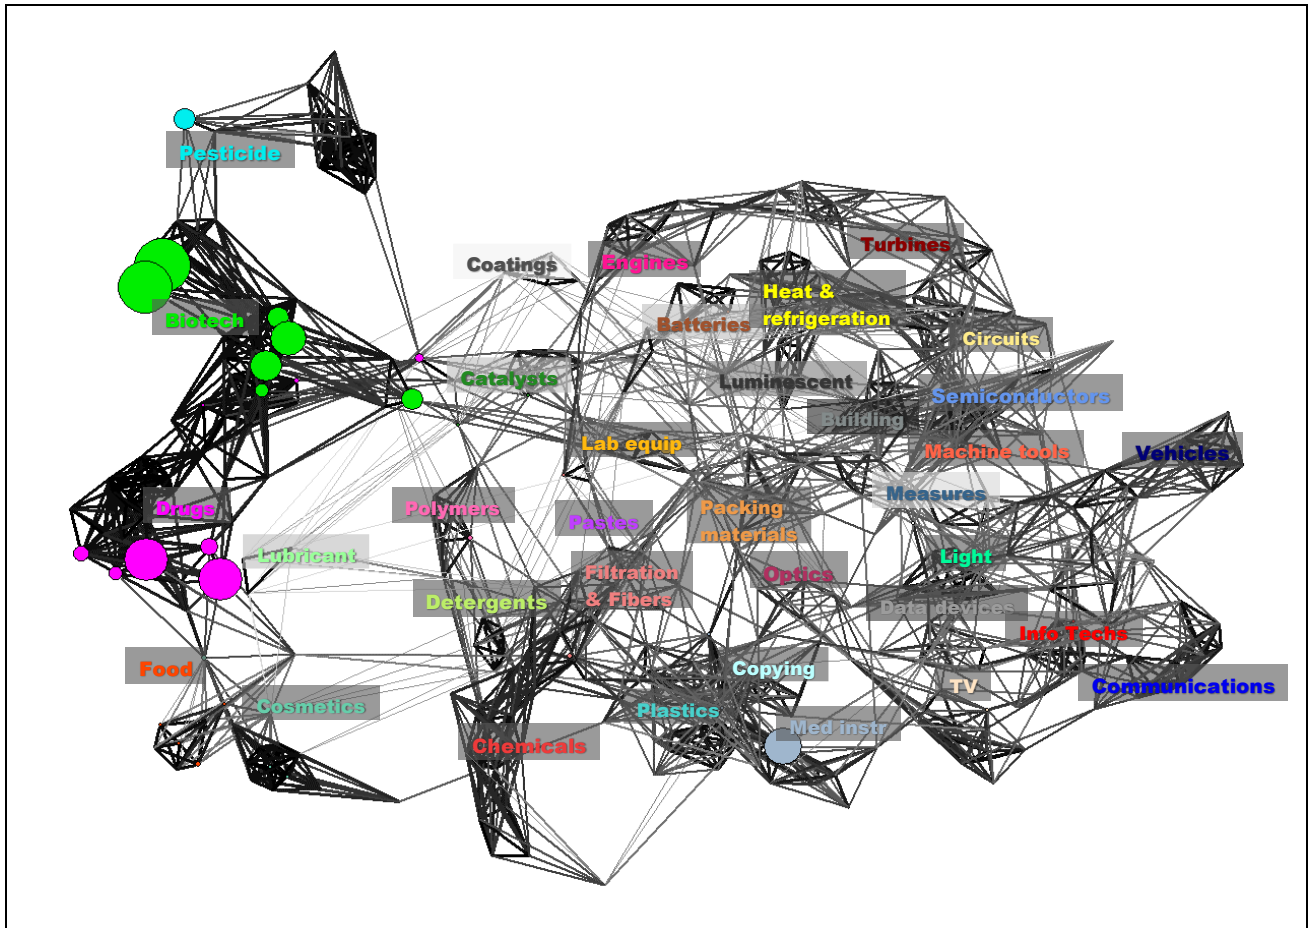 Pesticide
Turbines
Coatings
Engines
Heat &
refrigeration
Biotech
Batteries
Circuits
Catalysts
Luminescent
Semiconductors
Building
Lab equip
Machine tools
Vehicles
Measures
Drugs
Polymers
Pastes
Packing
materials
Lubricant
Light
Filtration
& Fibers
Optics
Detergents
Data devices
Info Techs
Food
Copying
TV
Communications
Cosmetics
Plastics
Med instr
Chemicals